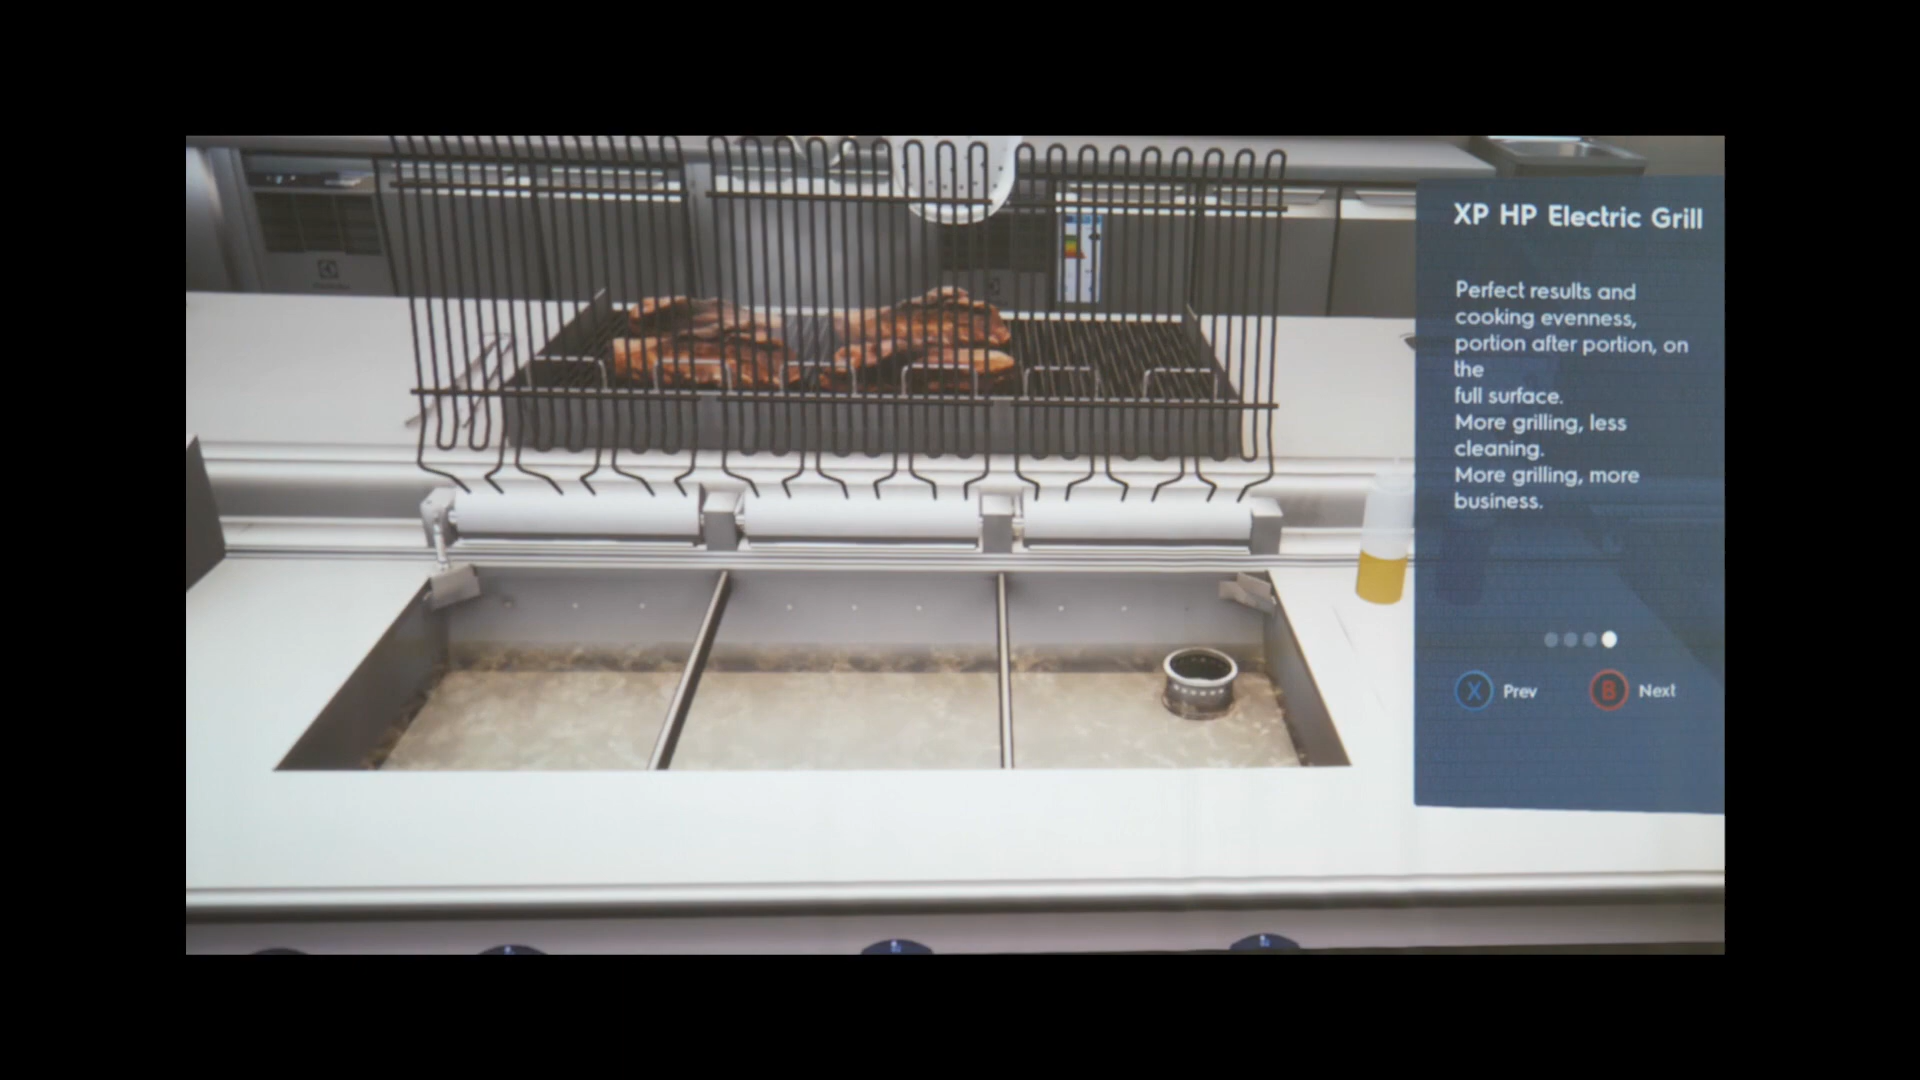 XP HP Electric Grill
Perfect results and
cooking evenness,
portion after portion, on
the
full surface.
More grilling, less
cleaning.
More grilling, more
business.
X Prev
B Next